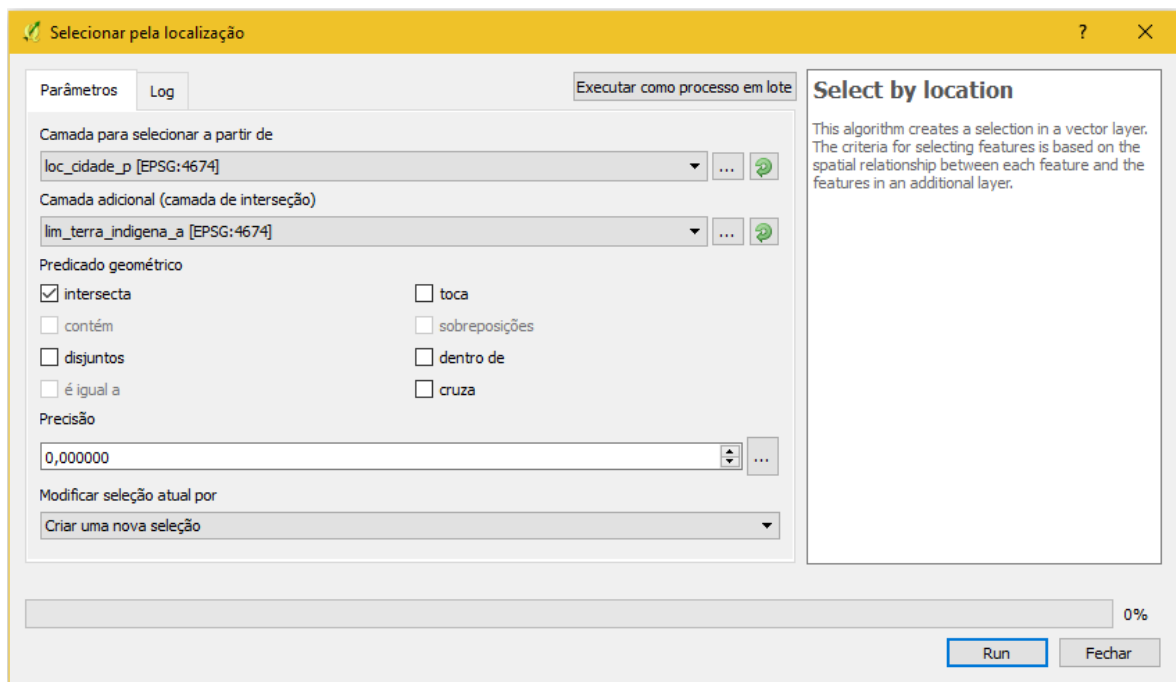 Selecionar pela localização
?
Parâmetros
Log
Executar como processo em lote
Camada para selecionar a partir de
loc_cidade_p [EPSG:4674]
...
Camada adicional (camada de interseção)
lim_terra_indigena_a [EPSG:4674]
...
Predicado geométrico
intersecta
toca
contém
sobreposições
disjuntos
dentro de
é igual a
cruza
Precisão
0,000000
...
Modificar seleção atual por
Criar uma nova seleção
Select by location
This algorithm creates a selection in a vector layer.
The criteria for selecting features is based on the
spatial relationship between each feature and the
features in an additional layer.
0%
Run
Fechar